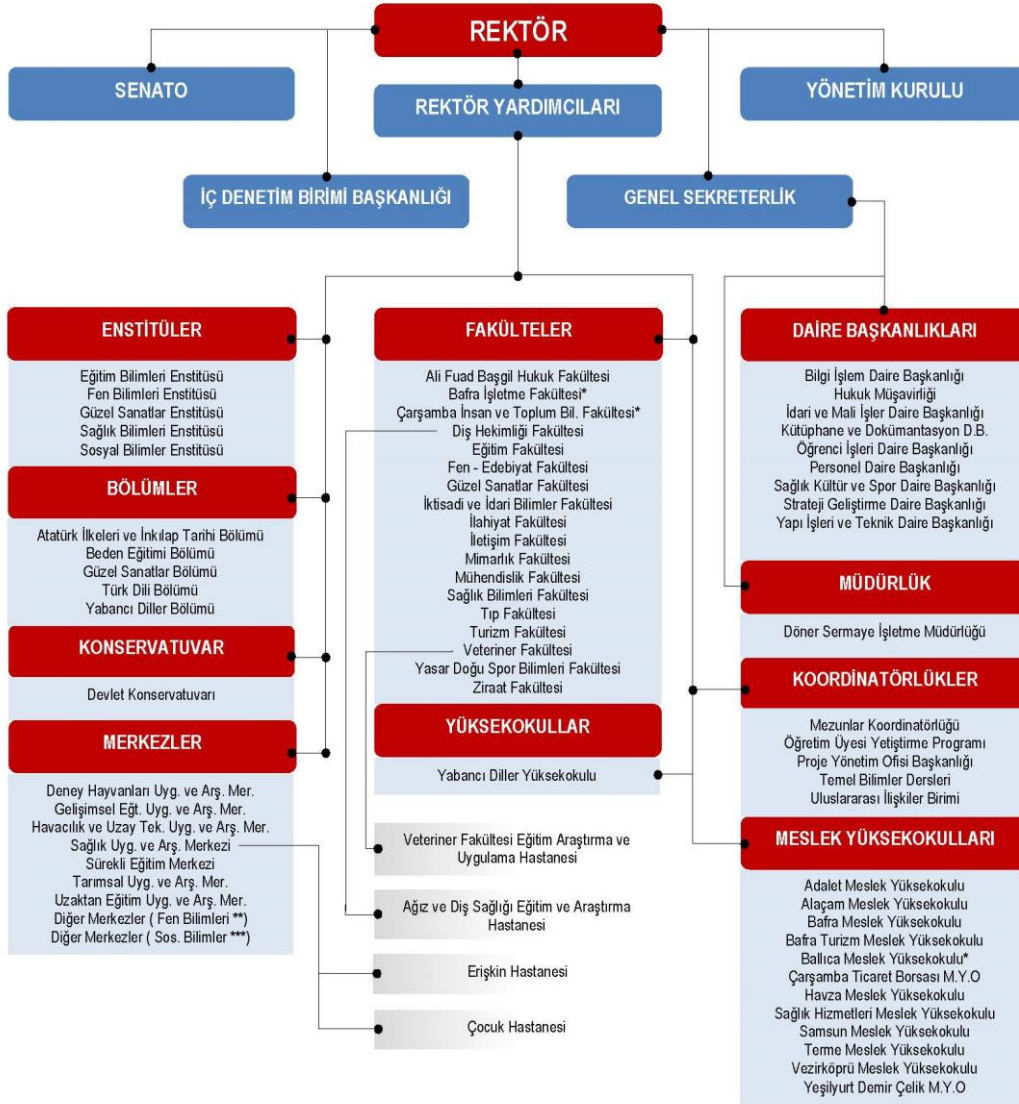 REKTÖR
SENATO
REKTÖR YARDIMCILARI
YÖNETİM KURULU
İÇ DENETİM BİRİMİ BAŞKANLIĞI
GENEL SEKRETERLİK
ENSTİTÜLER
Eğitim Bilimleri Enstitüsü
Fen Bilimleri Enstitüsü
Güzel Sanatlar Enstitüsü
Sağlık Bilimleri Enstitüsü
Sosyal Bilimler Enstitüsü
BÖLÜMLER
Atatürk İlkeleri ve İnkılap Tarihi Bölümü
Beden Eğitimi Bölümü
Güzel Sanatlar Bölümü
Türk Dili Bölümü
Yabancı Diller Bölümü
KONSERVATUVAR
Devlet Konservatuvarı
MERKEZLER
Deney Hayvanları Uyg. ve Arş. Mer.
Gelişimsel Eğt. Uyg. ve Arş. Mer.
Havacılık ve Uzay Tek. Uyg. ve Arş. Mer.
Sağlık Uyg. ve Arş. Merkezi
Sürekli Eğitim Merkezi
Tarımsal Uyg. ve Arş. Mer.
Uzaktan Eğitim Uyg. ve Arş. Mer.
Diğer Merkezler ( Fen Bilimleri **)
Diğer Merkezler ( Sos. Bilimler ***)
FAKÜLTELER
Ali Fuad Başgil Hukuk Fakültesi
Bafra İşletme Fakültesi*
Çarşamba İnsan ve Toplum Bil. Fakültesi*
Diş Hekimliği Fakültesi
Eğitim Fakültesi
Fen - Edebiyat Fakültesi
Güzel Sanatlar Fakültesi
İktisadi ve İdari Bilimler Fakültesi
İlahiyat Fakültesi
İletişim Fakültesi
Mimarlık Fakültesi
Mühendislik Fakültesi
Sağlık Bilimleri Fakültesi
Tıp Fakültesi
Turizm Fakültesi
Veteriner Fakültesi
Yasar Doğu Spor Bilimleri Fakültesi
Ziraat Fakültesi
YÜKSEKOKULLAR
Yabancı Diller Yüksekokulu
Veteriner Fakültesi Eğitim Araştırma ve
Uygulama Hastanesi
Ağız ve Diş Sağlığı Eğitim ve Araştırma
Hastanesi
Erişkin Hastanesi
Çocuk Hastanesi
DAİRE BAŞKANLIKLARI
Bilgi İşlem Daire Başkanlığı
Hukuk Müşavirliği
İdari ve Mali İşler Daire Başkanlığı
Kütüphane ve Dokümantasyon D.B.
Öğrenci İşleri Daire Başkanlığı
Personel Daire Başkanlığı
Sağlık Kültür ve Spor Daire Başkanlığı
Strateji Geliştirme Daire Başkanlığı
Yapı İşleri ve Teknik Daire Başkanlığı
MÜDÜRLÜK
Döner Sermaye İşletme Müdürlüğü
KOORDİNATÖRLÜKLER
Mezunlar Koordinatörlüğü
Öğretim Üyesi Yetiştirme Programı
Proje Yönetim Ofisi Başkanlığı
Temel Bilimler Dersleri
Uluslararası İlişkiler Birimi
MESLEK YÜKSEKOKULLARI
Adalet Meslek Yüksekokulu
Alaçam Meslek Yüksekokulu
Bafra Meslek Yüksekokulu
Bafra Turizm Meslek Yüksekokulu
Ballıca Meslek Yüksekokulu*
Çarşamba Ticaret Borsası M.Y.O
Havza Meslek Yüksekokulu
Sağlık Hizmetleri Meslek Yüksekokulu
Samsun Meslek Yüksekokulu
Terme Meslek Yüksekokulu
Vezirköprü Meslek Yüksekokulu
Yeşilyurt Demir Çelik M.Y.O